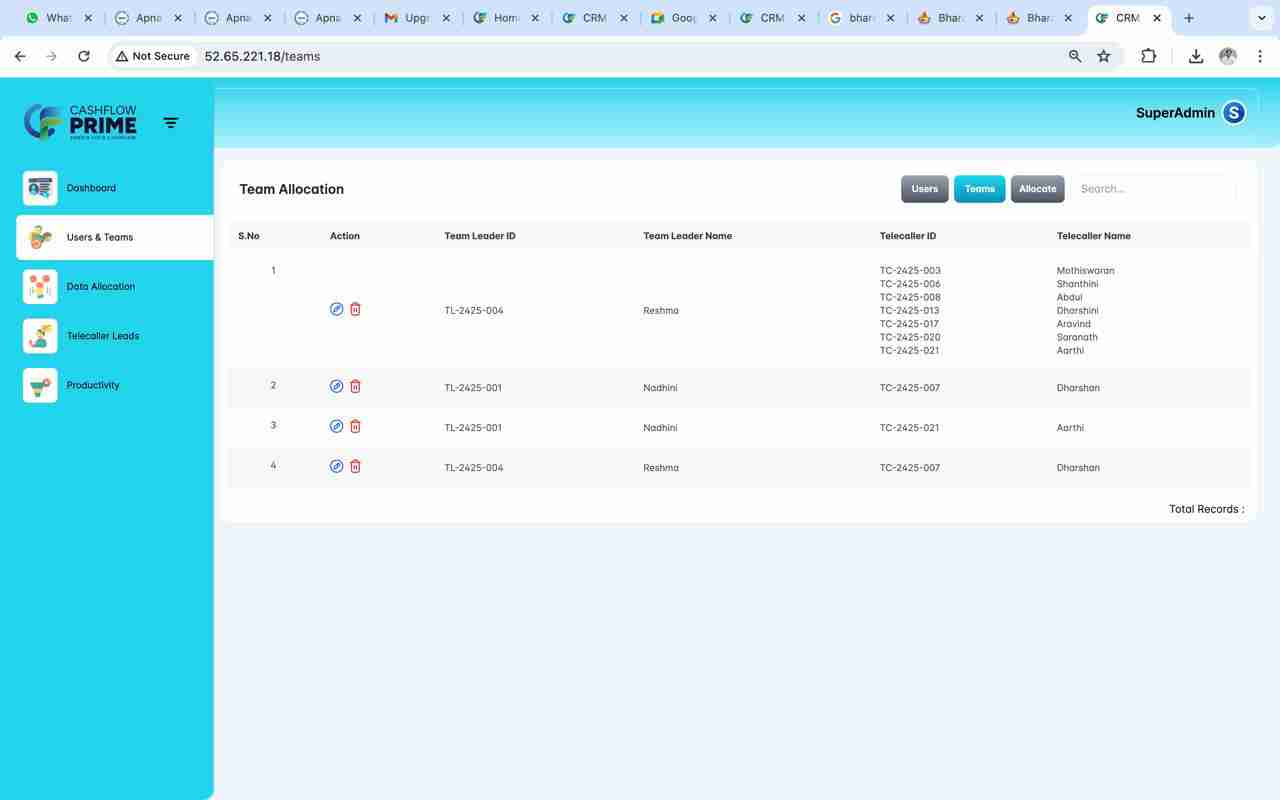 What
Apna
Apna
Apna
Upgr
Hom
CRM
Goog
CRM
bhar
Bhar
Bhar
CRM
Not Secure
52.65.221.18/teams
CASHFLOW
PRIME
SuperAdmin
S
Dashboard
Users & Teams
Data Allocation
Telecaller Leads
Productivity
Team Allocation
Users
Teams
Allocate
Search...
S.No Action Team Leader ID Team Leader Name Telecaller ID Telecaller Name
1 TL-2425-004 Reshma
TC-2425-003 Mothiswaran
TC-2425-006 Shanthini
TC-2425-008 Abdul
TC-2425-013 Dharshini
TC-2425-017 Aravind
TC-2425-020 Saranath
TC-2425-021 Aarthi
2 TL-2425-001 Nadhini TC-2425-007 Dharshan
3 TL-2425-001 Nadhini TC-2425-021 Aarthi
4 TL-2425-004 Reshma TC-2425-007 Dharshan
Total Records :